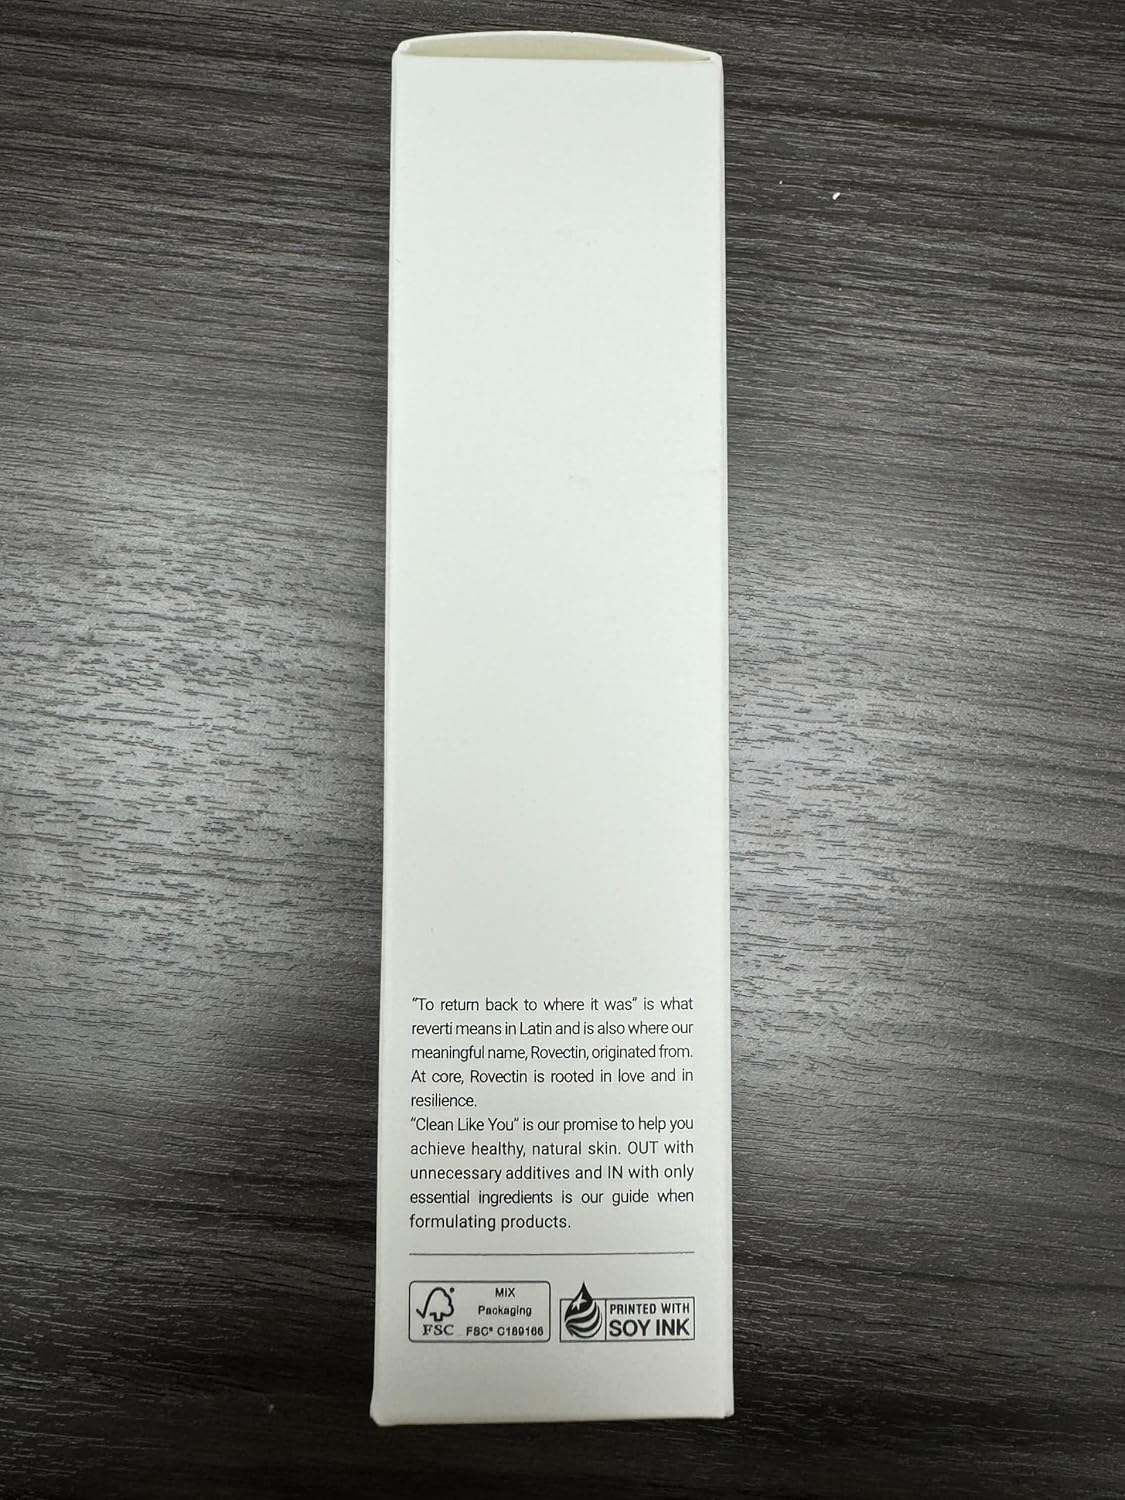 “To return back to where it was” is what
reverti means in Latin and is also where our
meaningful name, Rovectin, originated from.
At core, Rovectin is rooted in love and in
resilience.
“Clean Like You” is our promise to help you
achieve healthy, natural skin. OUT with
unnecessary additives and IN with only
essential ingredients is our guide when
formulating products.
FSC
MIX
Packaging
FSC® C189166
PRINTED WITH
SOY INK